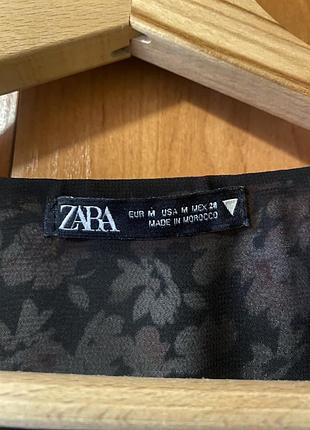 ZARA
EUR M USA M MEX 28
MADE IN MOROCCO